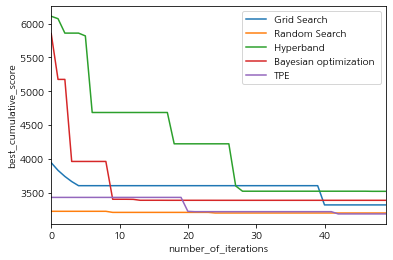 Grid Search
Random Search
Hyperband
Bayesian optimization
TPE
best_cumulative_score
6000
5500
5000
4500
4000
3500
0
10
20
30
40
number_of_iterations